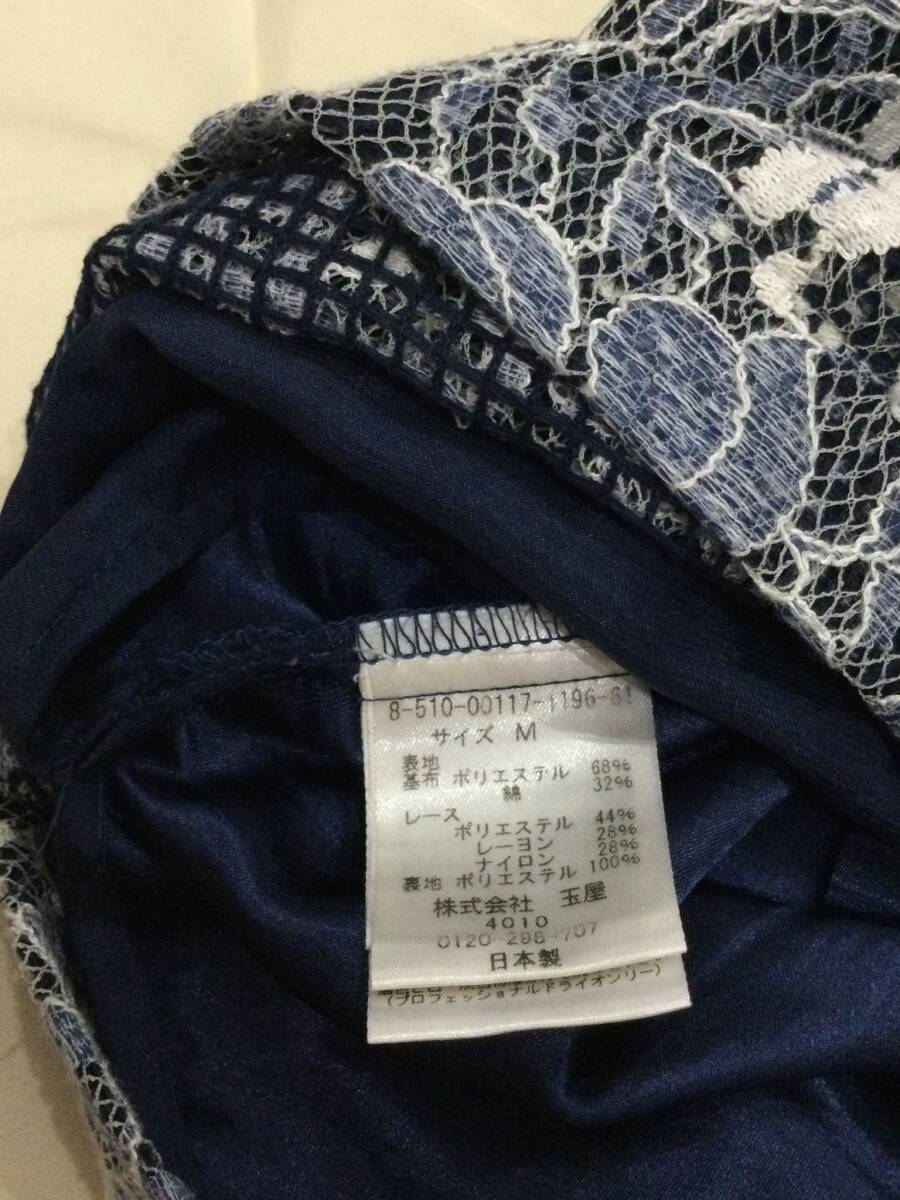 8-510-00117-1196-61
サイズ M
表地
基布 ポリエステル 68%
綿 32%
レース
ポリエステル 44%
レーヨン 28%
ナイロン 28%
裏地 ポリエステル 100%
株式会社 玉屋
4010
0120-298-707
日本製
(プロフェッショナルドライオンリー)